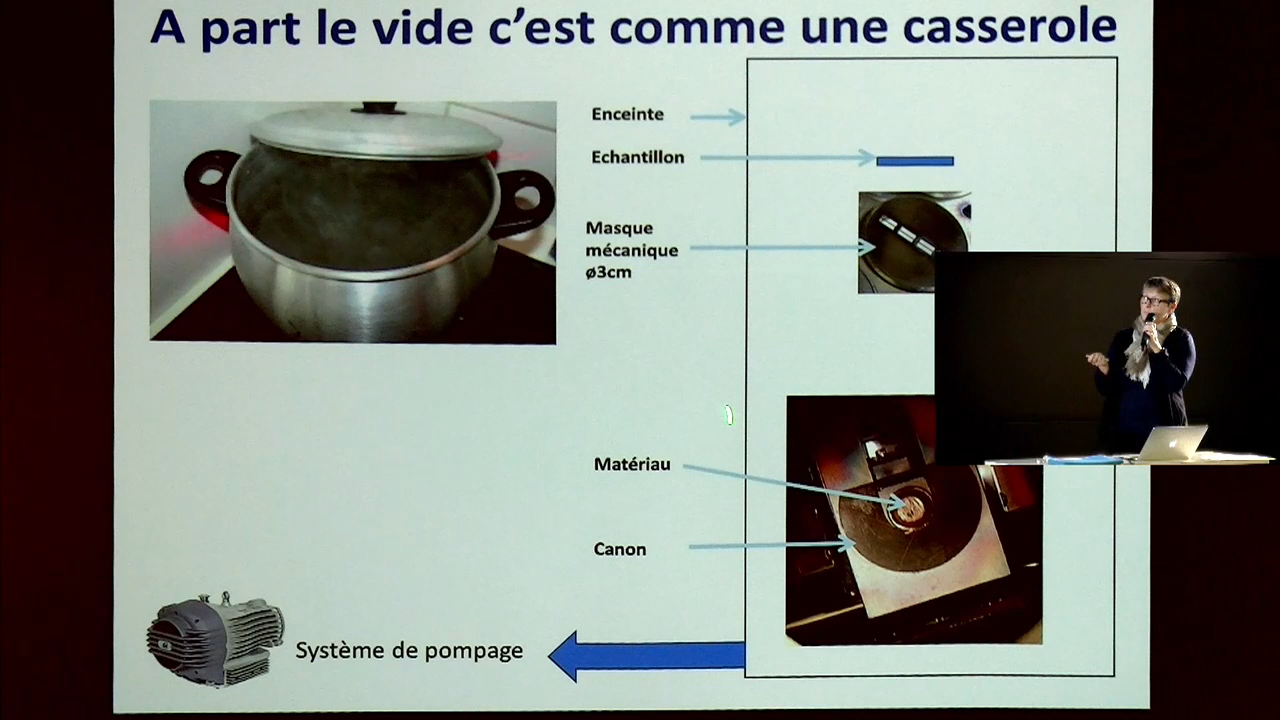 A part le vide c'est comme une casserole
Enceinte
Echantillon
Masque
mécanique
ø3cm
Matériau
Canon
Système de pompage